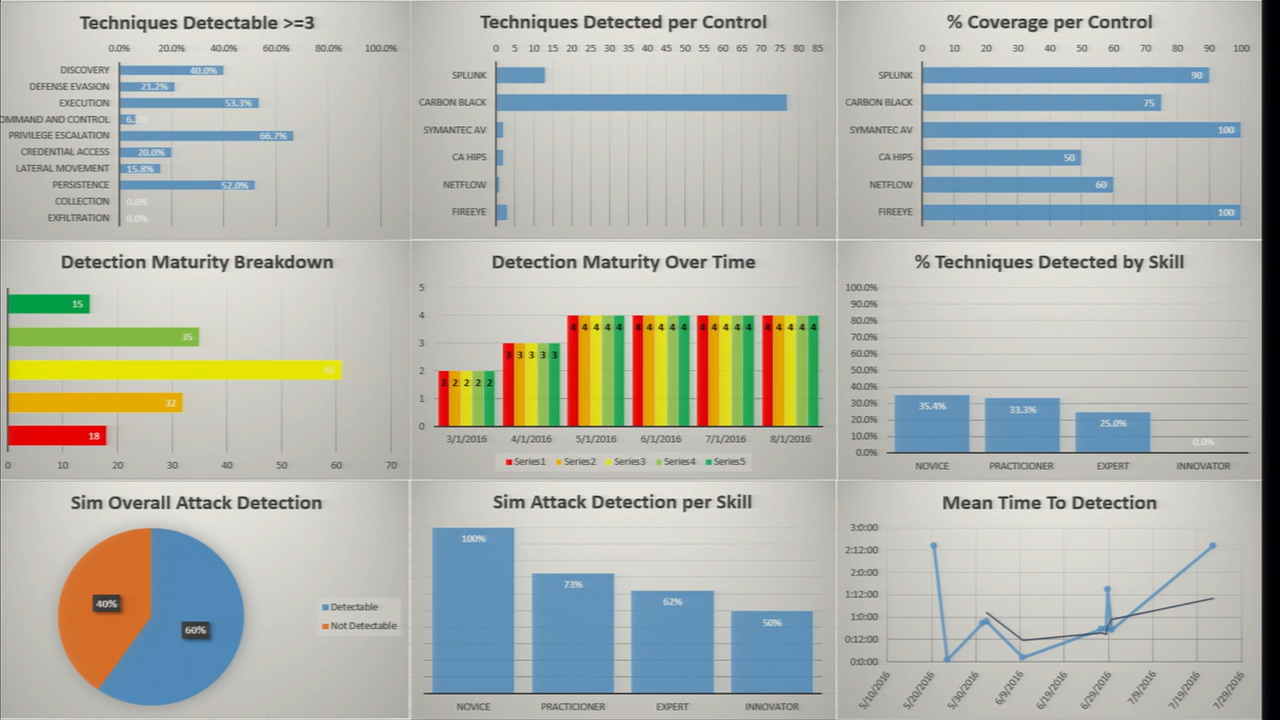 Techniques Detectable >=3
0.0% 20.0% 40.0% 60.0% 80.0% 100.0%
DISCOVERY 40.0%
DEFENSE EVASION 21.2%
EXECUTION 53.3%
OMMAND AND CONTROL
PRIVILEGE ESCALATION 66.7%
CREDENTIAL ACCESS 20.0%
LATERAL MOVEMENT 15.8%
PERSISTENCE 52.0%
COLLECTION 0.0%
EXFILTRATION 0.0%
Techniques Detected per Control
0 5 10 15 20 25 30 35 40 45 50 55 60 65 70 75 80 85
SPLUNK
CARBON BLACK
SYMANTEC AV
CA HIPS
NETFLOW
FIREEYE
% Coverage per Control
0 10 20 30 40 50 60 70 80 90 100
SPLUNK 90
CARBON BLACK 75
SYMANTEC AV 100
CA HIPS 50
NETFLOW 60
FIREEYE 100
Detection Maturity Breakdown
15
35
61
32
18
0 10 20 30 40 50 60 70
Detection Maturity Over Time
5
4
3
2
1
0
2 2 2 2 2
3 3 3 3 3
4 4 4 4 4
4 4 4 4 4
4 4 4 4 4
4 4 4 4 4
3/1/2016 4/1/2016 5/1/2016 6/1/2016 7/1/2016 8/1/2016
Series1 Series2 Series3 Series4 Series5
% Techniques Detected by Skill
100.0%
90.0%
80.0%
70.0%
60.0%
50.0%
40.0%
30.0%
20.0%
10.0%
0.0%
35.4% 33.3% 25.0% 0.0%
NOVICE PRACTICIONER EXPERT INNOVATOR
Sim Overall Attack Detection
40%
60%
Detectable
Not Detectable
Sim Attack Detection per Skill
100% 73% 62% 50%
NOVICE PRACTICIONER EXPERT INNOVATOR
Mean Time To Detection
3:0:00
2:12:00
2:0:00
1:12:00
1:0:00
0:12:00
0:0:00
5/10/2016 5/20/2016 5/30/2016 6/9/2016 6/19/2016 6/29/2016 7/9/2016 7/19/2016 7/29/2016